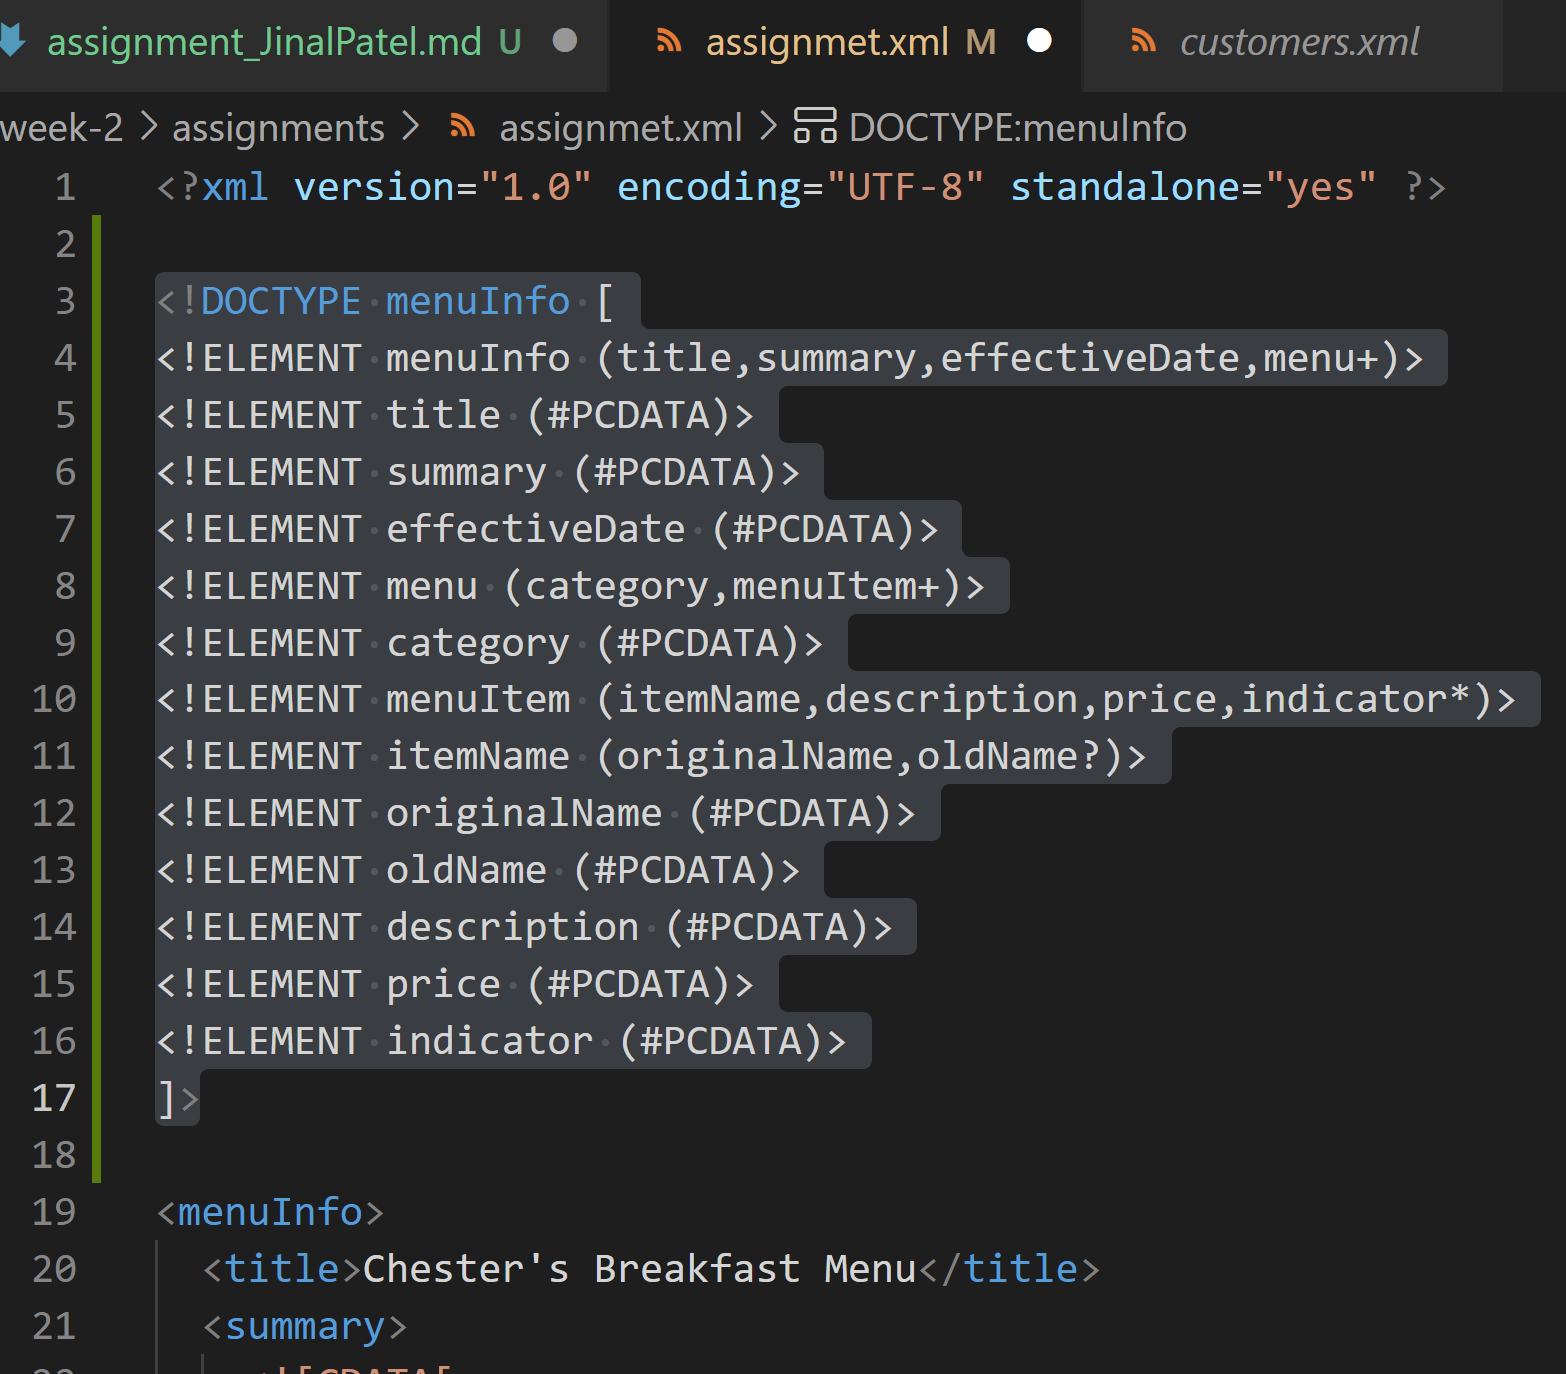 assignment_JinalPatel.md U
assignmet.xml M
customers.xml
week-2 > assignments > assignmet.xml > DOCTYPE:menuInfo
1 <?xml version="1.0" encoding="UTF-8" standalone="yes" ?>
2
3 <!DOCTYPE menuInfo [
4 <!ELEMENT menuInfo (title,summary,effectiveDate,menu+)>
5 <!ELEMENT title (#PCDATA)>
6 <!ELEMENT summary (#PCDATA)>
7 <!ELEMENT effectiveDate (#PCDATA)>
8 <!ELEMENT menu (category,menuItem+)>
9 <!ELEMENT category (#PCDATA)>
10 <!ELEMENT menuItem (itemName,description,price,indicator*)>
11 <!ELEMENT itemName (originalName,oldName?)>
12 <!ELEMENT originalName (#PCDATA)>
13 <!ELEMENT oldName (#PCDATA)>
14 <!ELEMENT description (#PCDATA)>
15 <!ELEMENT price (#PCDATA)>
16 <!ELEMENT indicator (#PCDATA)>
17 ]>
18
19 <menuInfo>
20 <title>Chester's Breakfast Menu</title>
21 <summary>